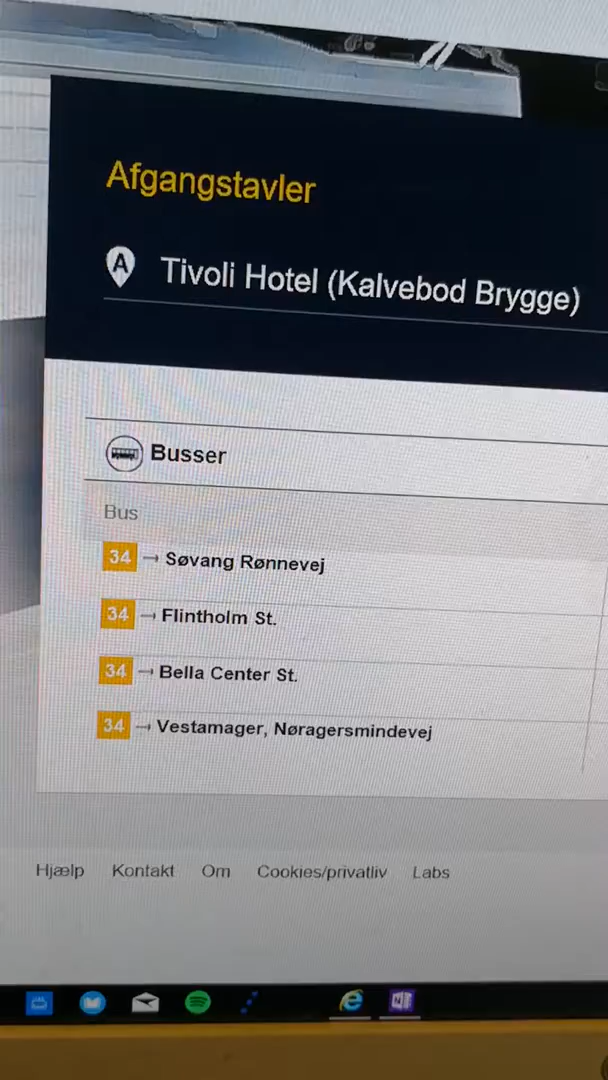 Afgangstavler
A Tivoli Hotel (Kalvebod Brygge)
Busser
Bus
34 → Søvang Rønnevej
34 → Flintholm St.
34 → Bella Center St.
34 → Vestamager, Nøragersmindevej
Hjælp Kontakt Om Cookies/privatliv Labs